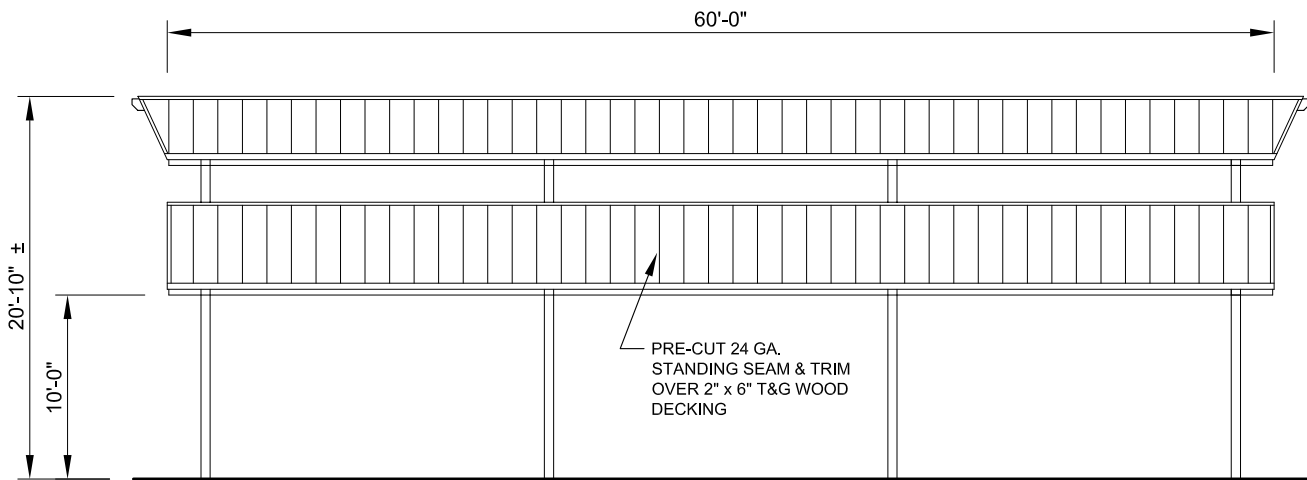 60'-0"
20'-10" ±
10'-0"
PRE-CUT 24 GA.
STANDING SEAM & TRIM
OVER 2" x 6" T&G WOOD
DECKING